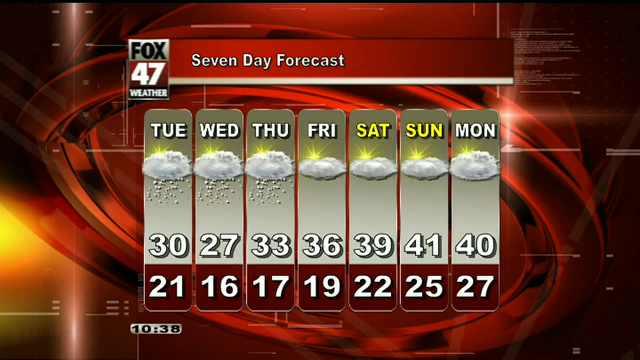 FOX
47
WEATHER
Seven Day Forecast
TUE WED THU FRI SAT SUN MON
30 27 33 36 39 41 40
21 16 17 19 22 25 27
10:38